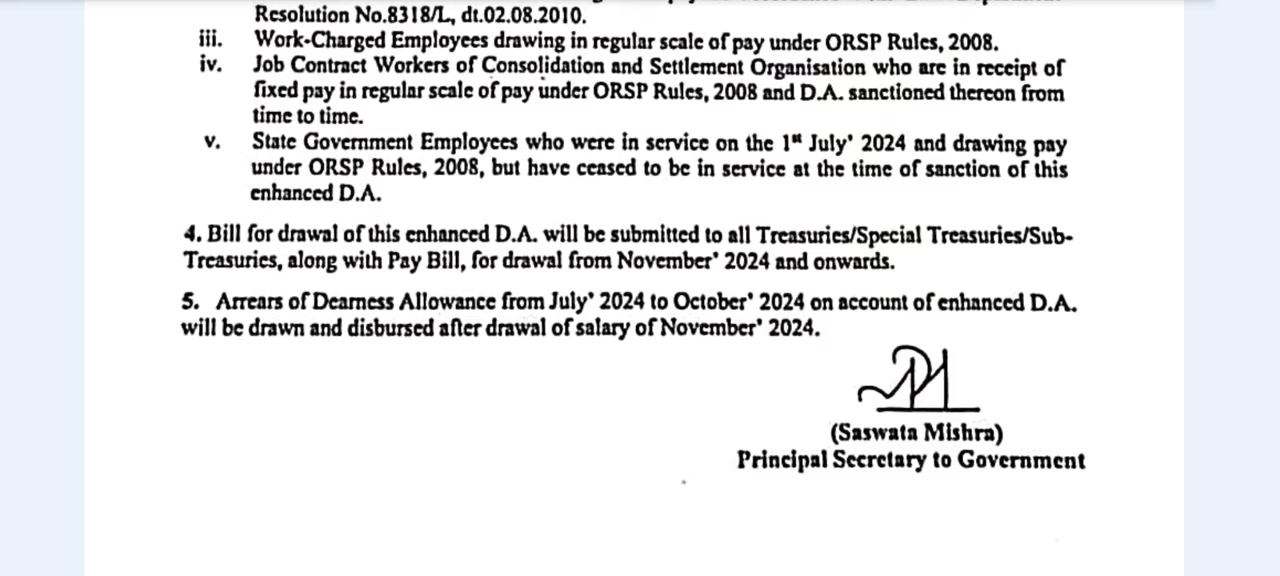 Resolution No.8318/L, dt.02.08.2010.
iii. Work-Charged Employees drawing in regular scale of pay under ORSP Rules, 2008.
iv. Job Contract Workers of Consolidation and Settlement Organisation who are in receipt of
fixed pay in regular scale of pay under ORSP Rules, 2008 and D.A. sanctioned thereon from
time to time.
v. State Government Employees who were in service on the 1st July' 2024 and drawing pay
under ORSP Rules, 2008, but have ceased to be in service at the time of sanction of this
enhanced D.A.
4. Bill for drawal of this enhanced D.A. will be submitted to all Treasuries/Special Treasuries/Sub-
Treasuries, along with Pay Bill, for drawal from November' 2024 and onwards.
5. Arrears of Dearness Allowance from July' 2024 to October' 2024 on account of enhanced D.A.
will be drawn and disbursed after drawal of salary of November' 2024.
(Saswata Mishra)
Principal Secretary to Government